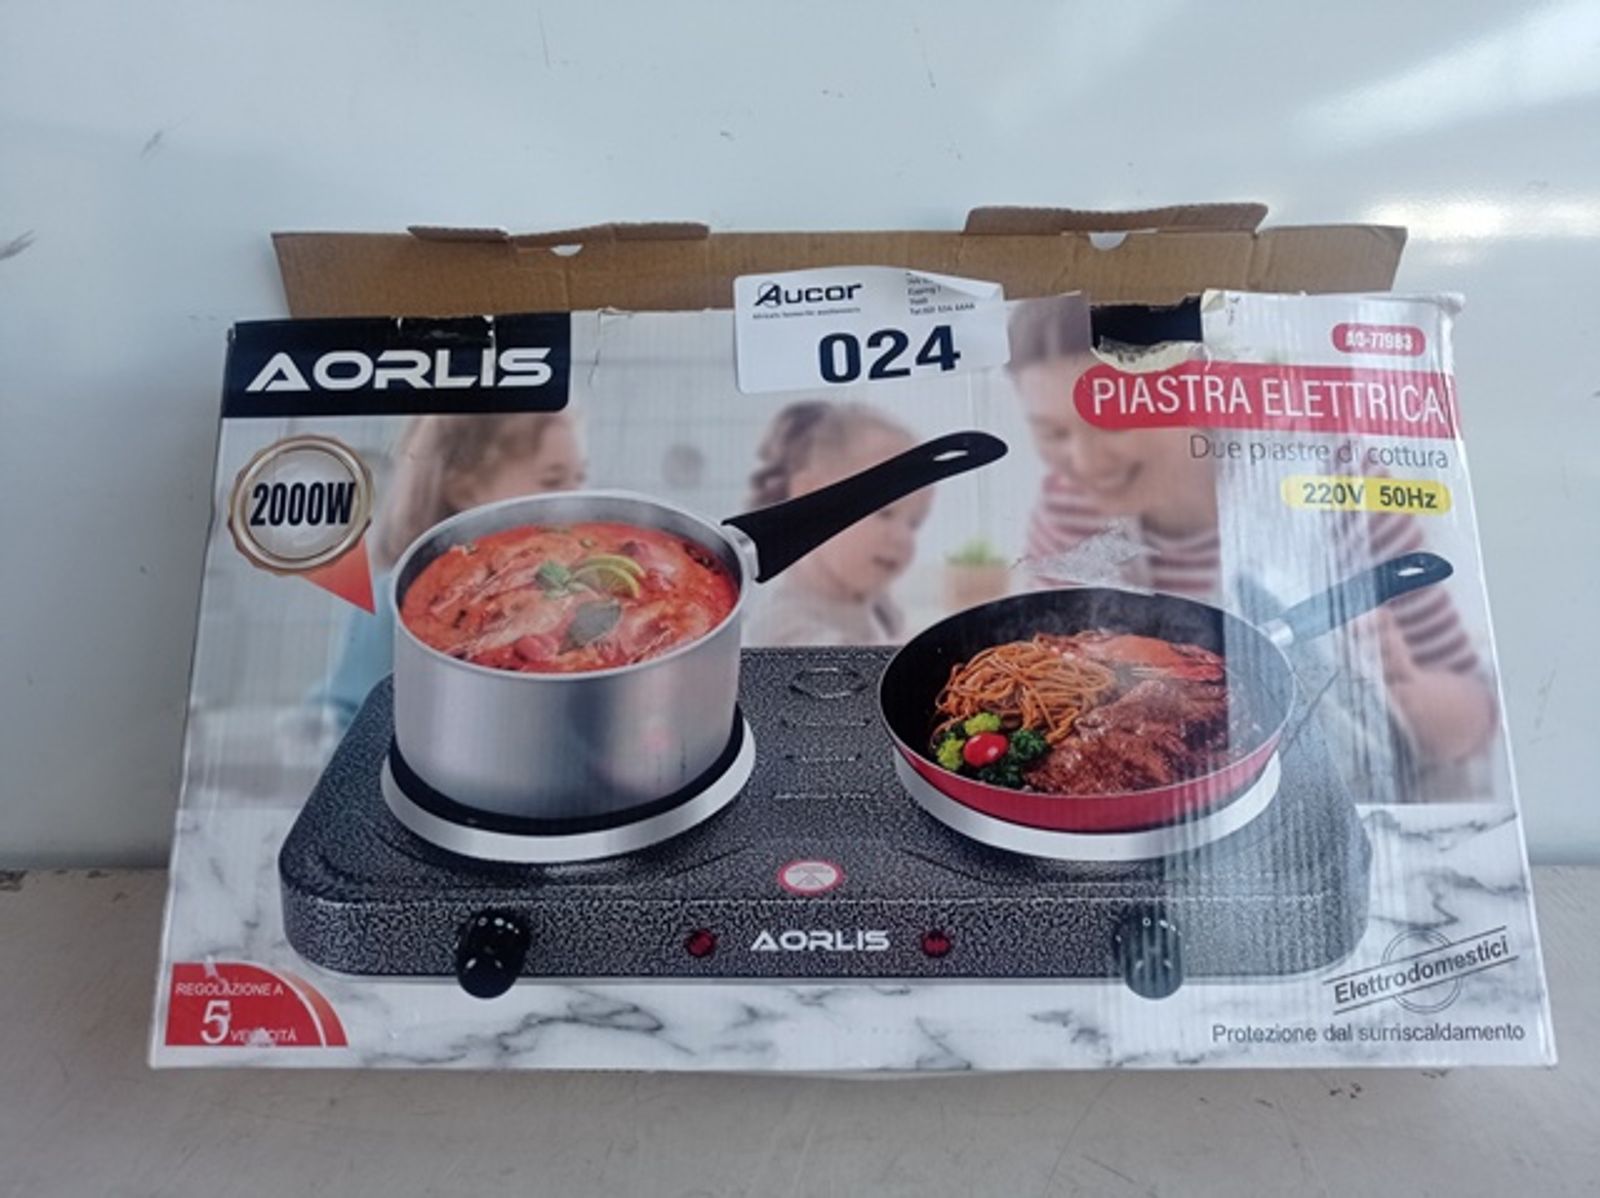 AUCOR
024
AORLIS
AO-77983
PIASTRA ELETTRICA
Due piastre di cottura
220V 50Hz
2000W
AORLIS
REGOLAZIONE A
5 VELOCITÀ
Elettrodomestici
Protezione dal surriscaldamento